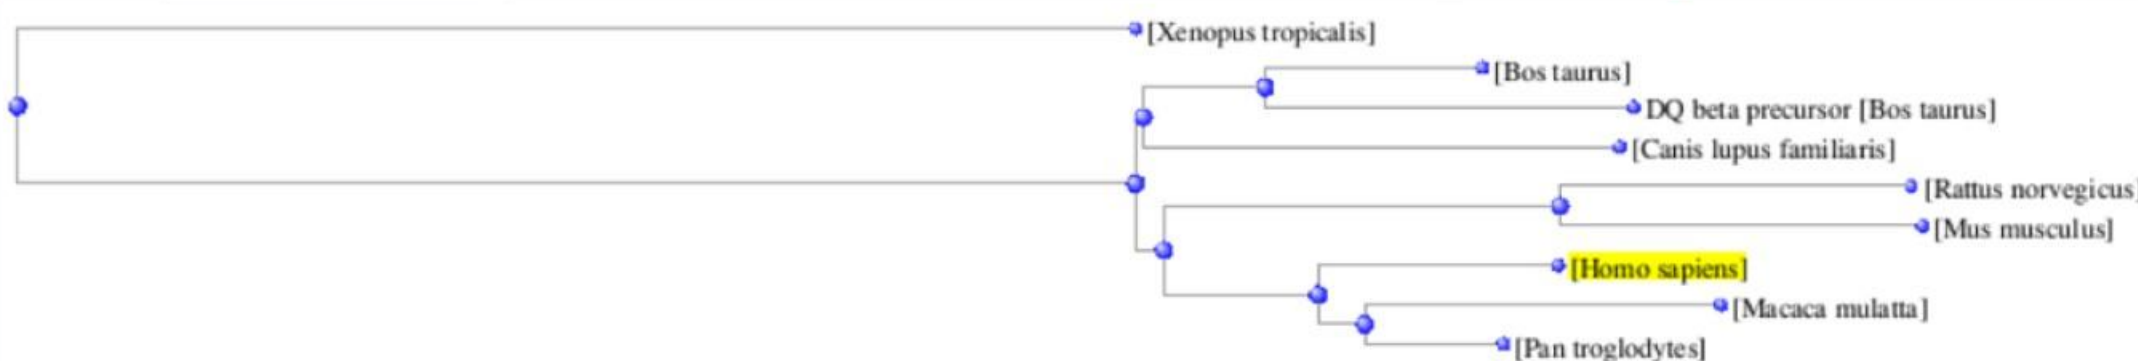 [Xenopus tropicalis]
[Bos taurus]
DQ beta precursor [Bos taurus]
[Canis lupus familiaris]
[Rattus norvegicus]
[Mus musculus]
[Homo sapiens]
[Macaca mulatta]
[Pan troglodytes]